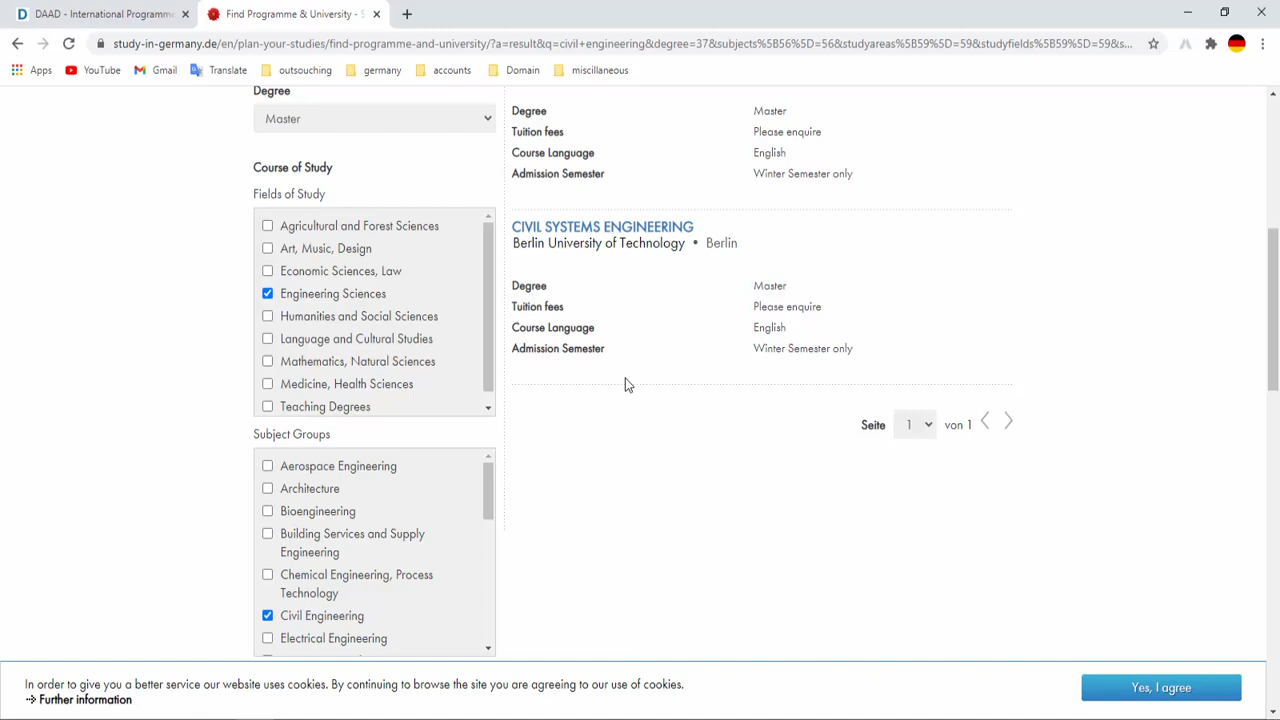 DAAD - International Programme
Find Programme & University - S
study-in-germany.de/en/plan-your-studies/find-programme-and-university/?a=result&q=civil+engineering&degree=37&subjects%5B56%5D=56&studyareas%5B59%5D=59&studyfields%5B59%5D=59&s...
Apps YouTube Gmail Translate outsouching germany accounts Domain miscellaneous
Degree
Master
Course of Study
Fields of Study
Agricultural and Forest Sciences
Art, Music, Design
Economic Sciences, Law
Engineering Sciences
Humanities and Social Sciences
Language and Cultural Studies
Mathematics, Natural Sciences
Medicine, Health Sciences
Teaching Degrees
Subject Groups
Aerospace Engineering
Architecture
Bioengineering
Building Services and Supply
Engineering
Chemical Engineering, Process
Technology
Civil Engineering
Electrical Engineering
Degree Master
Tuition fees Please enquire
Course Language English
Admission Semester Winter Semester only
CIVIL SYSTEMS ENGINEERING
Berlin University of Technology • Berlin
Degree Master
Tuition fees Please enquire
Course Language English
Admission Semester Winter Semester only
Seite 1 von 1
In order to give you a better service our website uses cookies. By continuing to browse the site you are agreeing to our use of cookies.
Further information
Yes, I agree